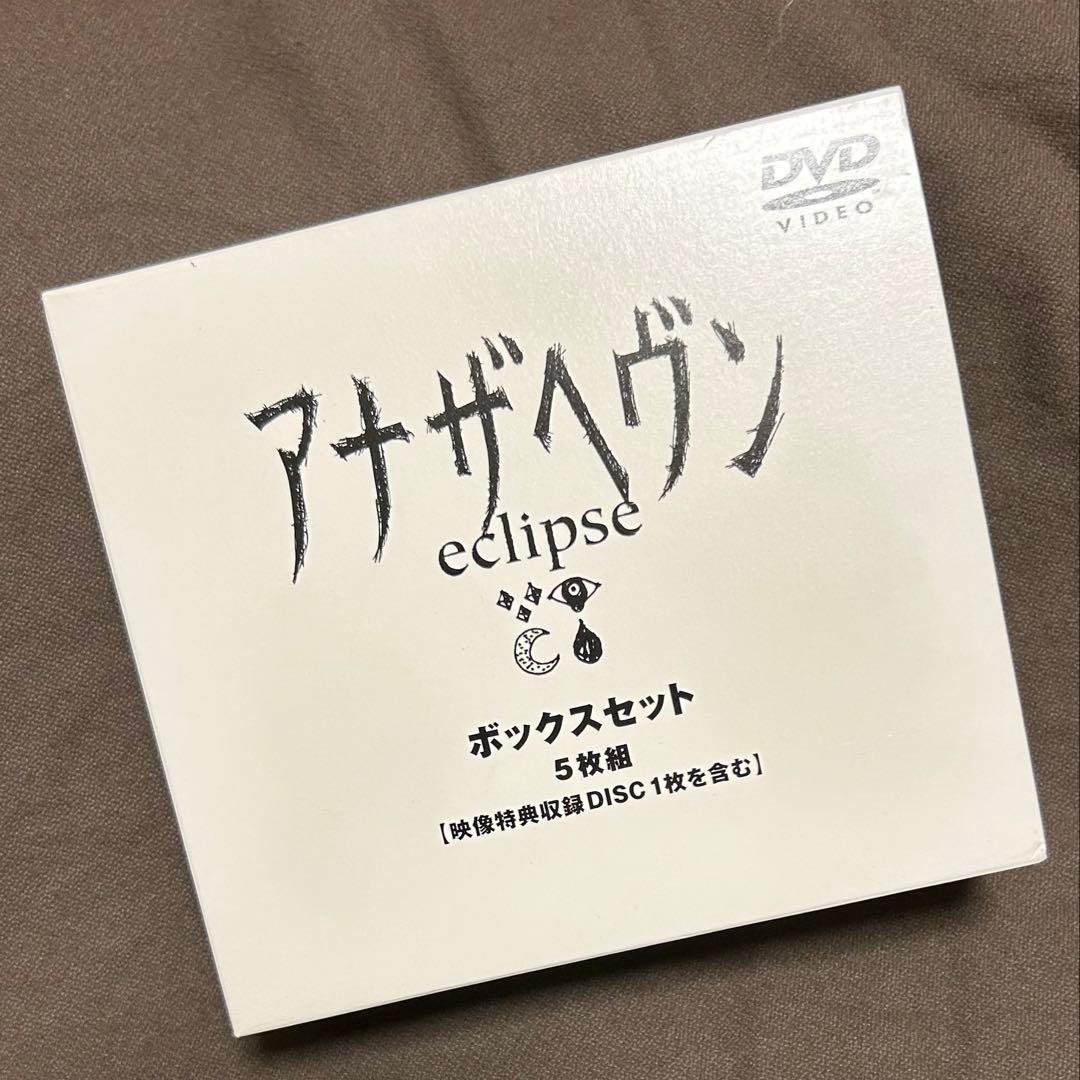 DVD
VIDEO
アナザヘヴン
eclipse
ボックスセット
5枚組
【映像特典収録DISC1枚を含む】